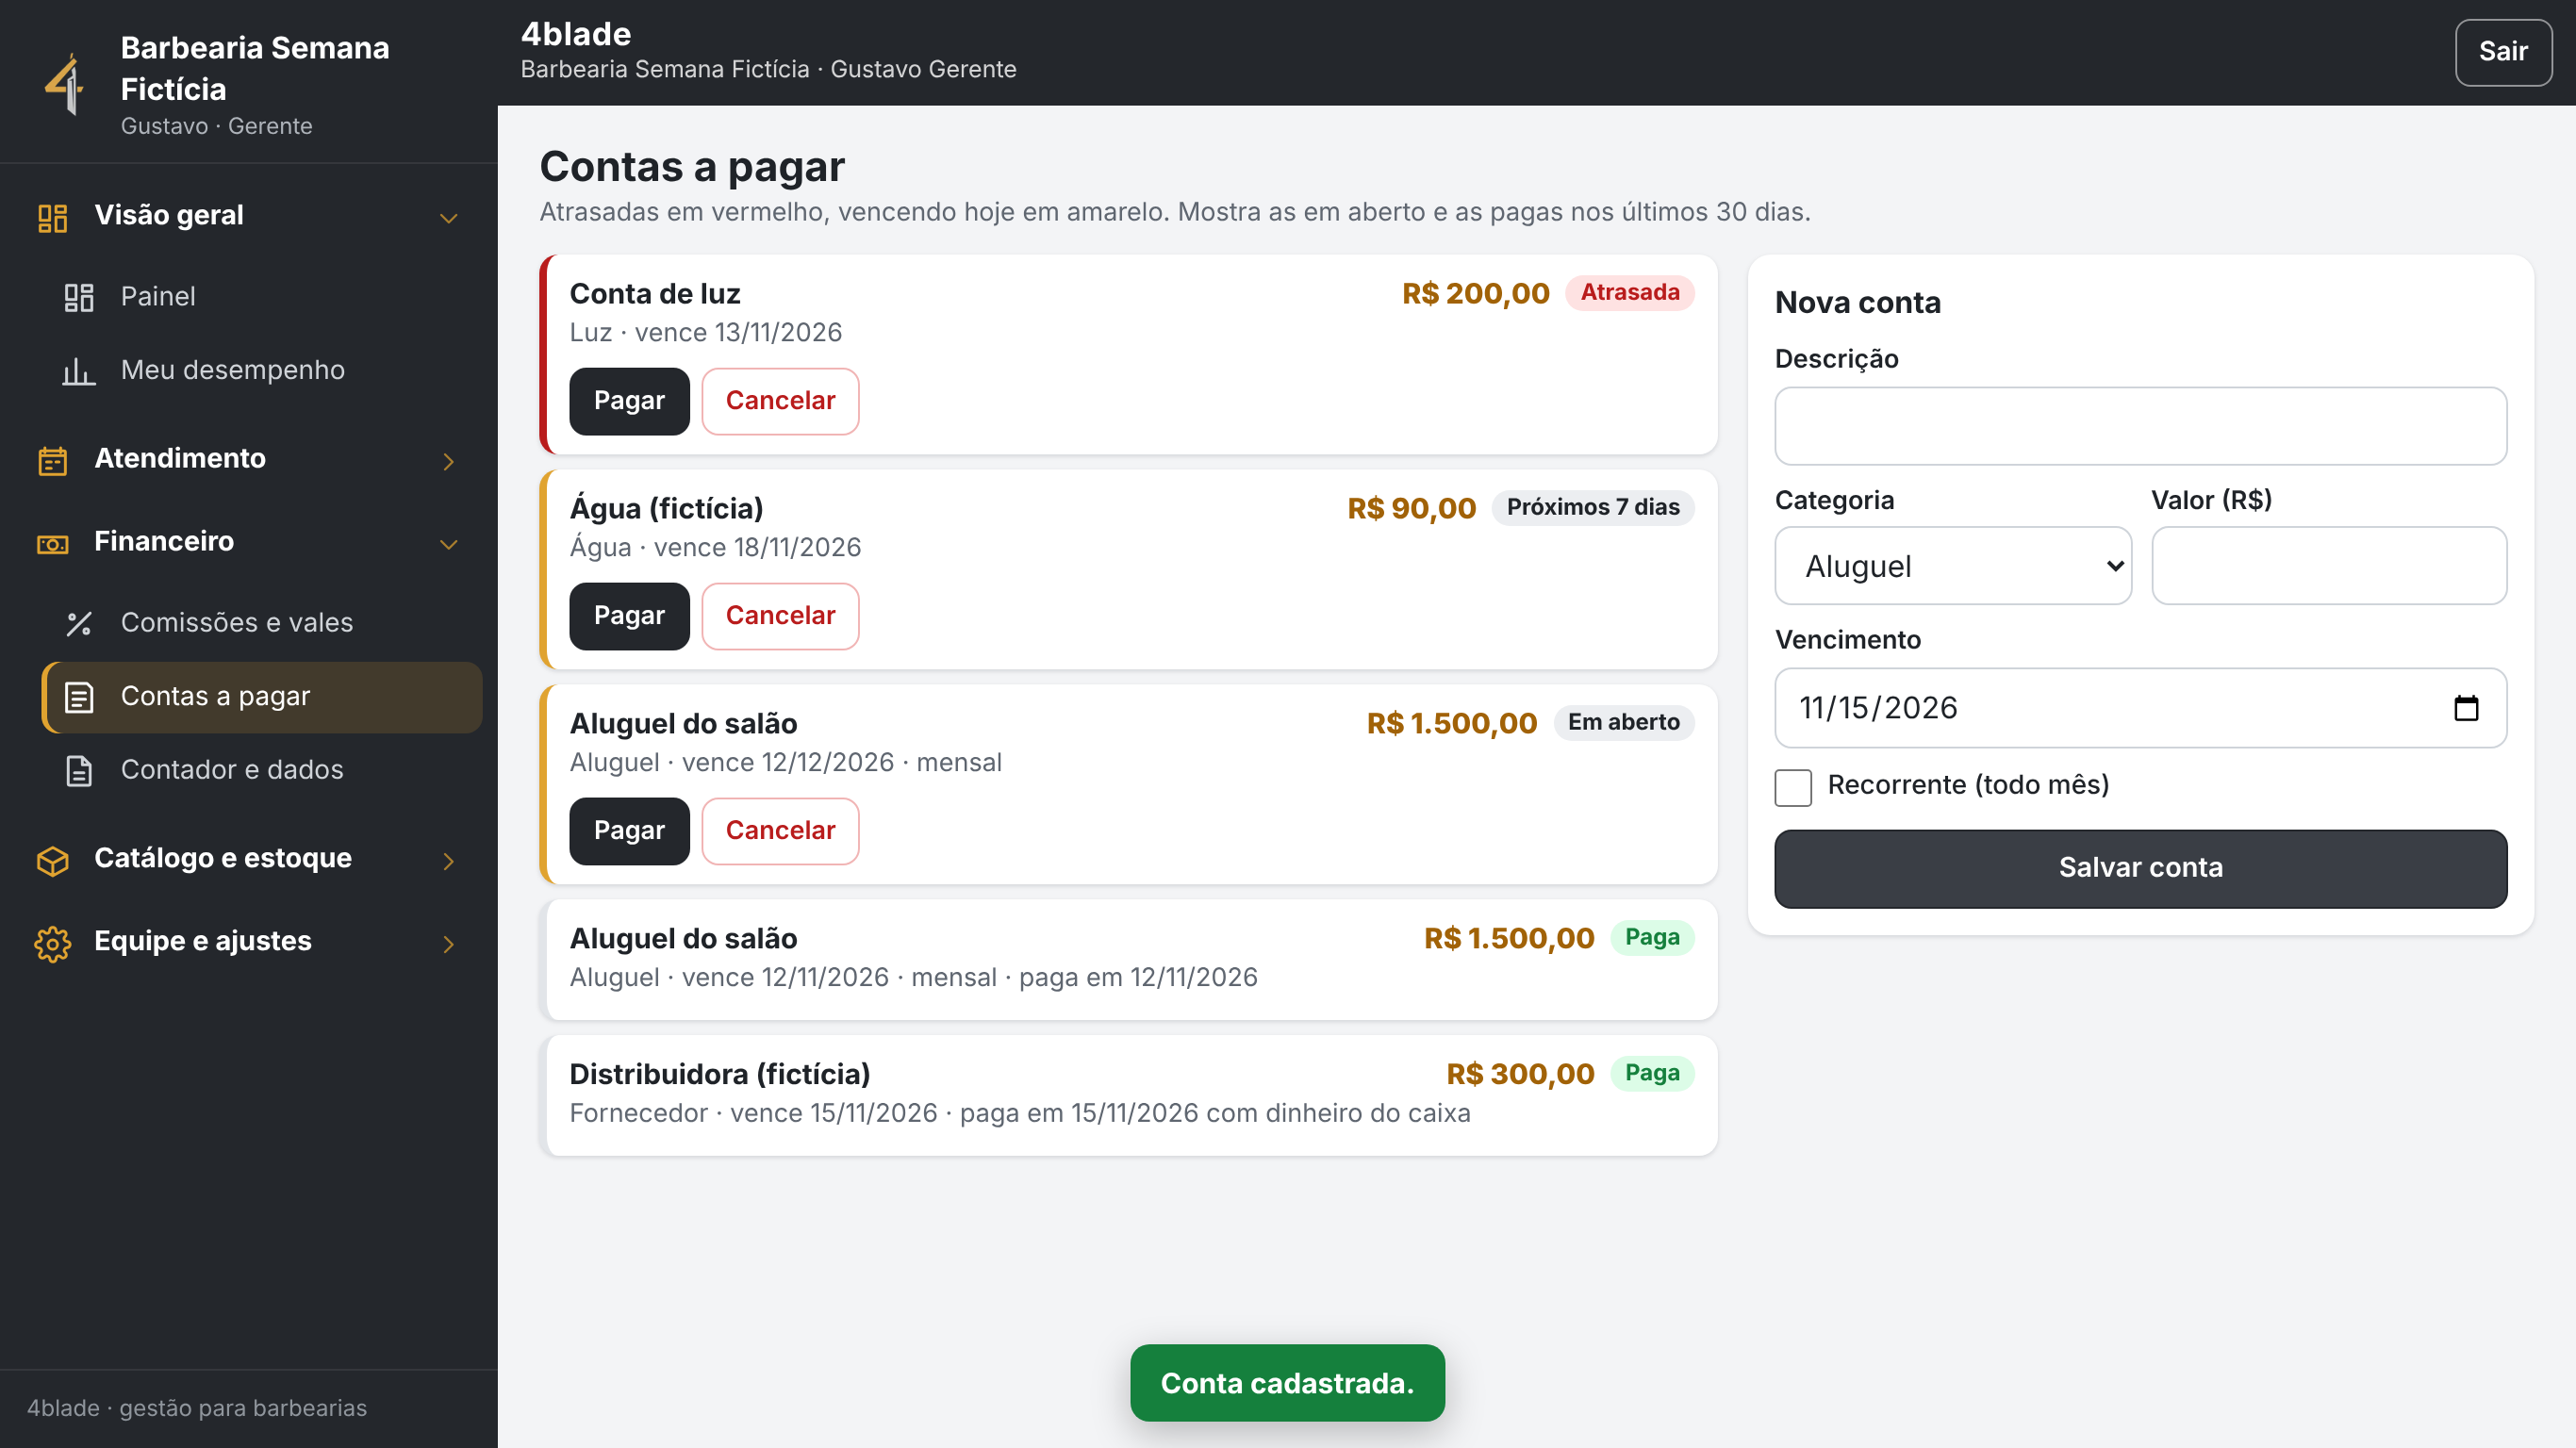 Barbearia Semana
Fictícia
Gustavo · Gerente
Visão geral
Painel
Meu desempenho
Atendimento
Financeiro
Comissões e vales
Contas a pagar
Contador e dados
Catálogo e estoque
Equipe e ajustes
4blade · gestão para barbearias
4blade
Barbearia Semana Fictícia · Gustavo Gerente
Sair
Contas a pagar
Atrasadas em vermelho, vencendo hoje em amarelo. Mostra as em aberto e as pagas nos últimos 30 dias.
Conta de luz
R$ 200,00 Atrasada
Luz · vence 13/11/2026
Pagar Cancelar
Água (fictícia)
R$ 90,00 Próximos 7 dias
Água · vence 18/11/2026
Pagar Cancelar
Aluguel do salão
R$ 1.500,00 Em aberto
Aluguel · vence 12/12/2026 · mensal
Pagar Cancelar
Aluguel do salão
R$ 1.500,00 Paga
Aluguel · vence 12/11/2026 · mensal · paga em 12/11/2026
Distribuidora (fictícia)
R$ 300,00 Paga
Fornecedor · vence 15/11/2026 · paga em 15/11/2026 com dinheiro do caixa
Nova conta
Descrição
Categoria Valor (R$)
Aluguel
Vencimento
11/15/2026
Recorrente (todo mês)
Salvar conta
Conta cadastrada.